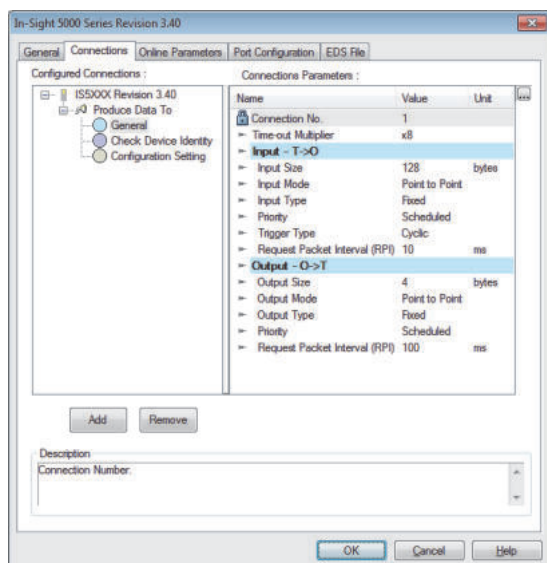 In-Sight 5000 Series Revision 3.40
General Connections Online Parameters Port Configuration EDS File
Configured Connections :
IS5XXX Revision 3.40
Produce Data To
General
Check Device Identity
Configuration Setting
Connections Parameters :
Name Value Unit
...
Connection No. 1
Time-out Multiplier x8
Input - T->O
Input Size 128 bytes
Input Mode Point to Point
Input Type Fixed
Priority Scheduled
Trigger Type Cyclic
Request Packet Interval (RPI) 10 ms
Output - O->T
Output Size 4 bytes
Output Mode Point to Point
Output Type Fixed
Priority Scheduled
Request Packet Interval (RPI) 100 ms
Add Remove
Description
Connection Number.
OK Cancel Help